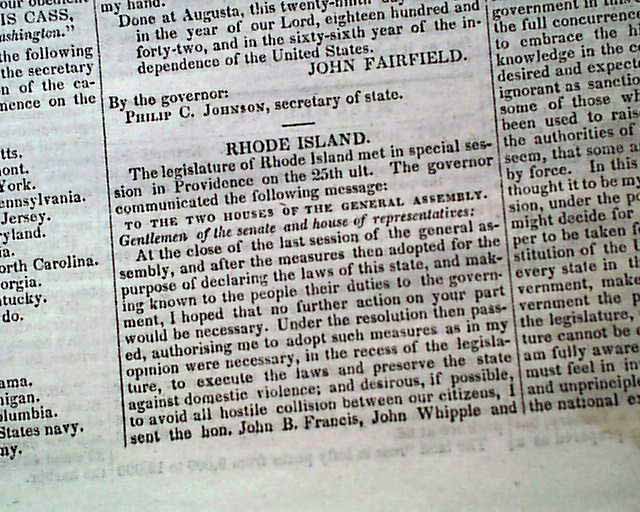 our obedient
IS CASS,
ashington."
the following
the secretary
n of the ca-
mence on the
tts.
mont.
York.
ennsylvania.
Jersey.
ryland.
ia.
orth Carolina.
orgia.
tucky.
do.
ama.
higan.
olumbia.
States navy.
my.
my hand.
Done at Augusta, this twenty-ninth day
in the year of our Lord, eighteen hundred and
forty-two, and in the sixty-sixth year of the in-
dependence of the United States.
JOHN FAIRFIELD.
By the governor:
PHILIP C. JOHNSON, secretary of state.
RHODE ISLAND.
The legislature of Rhode Island met in special ses-
sion in Providence on the 25th ult. The governor
communicated the following message:
TO THE TWO HOUSES OF THE GENERAL ASSEMBLY.
Gentlemen of the senate and house of representatives:
At the close of the last session of the general as-
sembly, and after the measures then adopted for the
purpose of declaring the laws of this state, and mak-
ing known to the people their duties to the govern-
ment, I hoped that no further action on your part
would be necessary. Under the resolution then pass-
ed, authorising me to adopt such measures as in my
opinion were necessary, in the recess of the legisla-
ture, to execute the laws and preserve the state
against domestic violence; and desirous, if possible,
to avoid all hostile collision between our citizens, I
sent the hon. John B. Francis, John Whipple and
government in this
the full concurrence
to embrace the
knowledge in the
desired and expect
ignorant as sanction
some of those wh
been used to raise
the authorities of
seem, that some a
by force. In this
thought it to be my
sion, under the po
might decide for
per to be taken f
stitution of the
every state in th
vernment, make
vernment the p
the legislature,
ture cannot be
am fully aware
must feel in in
and unprincipl
the national ex